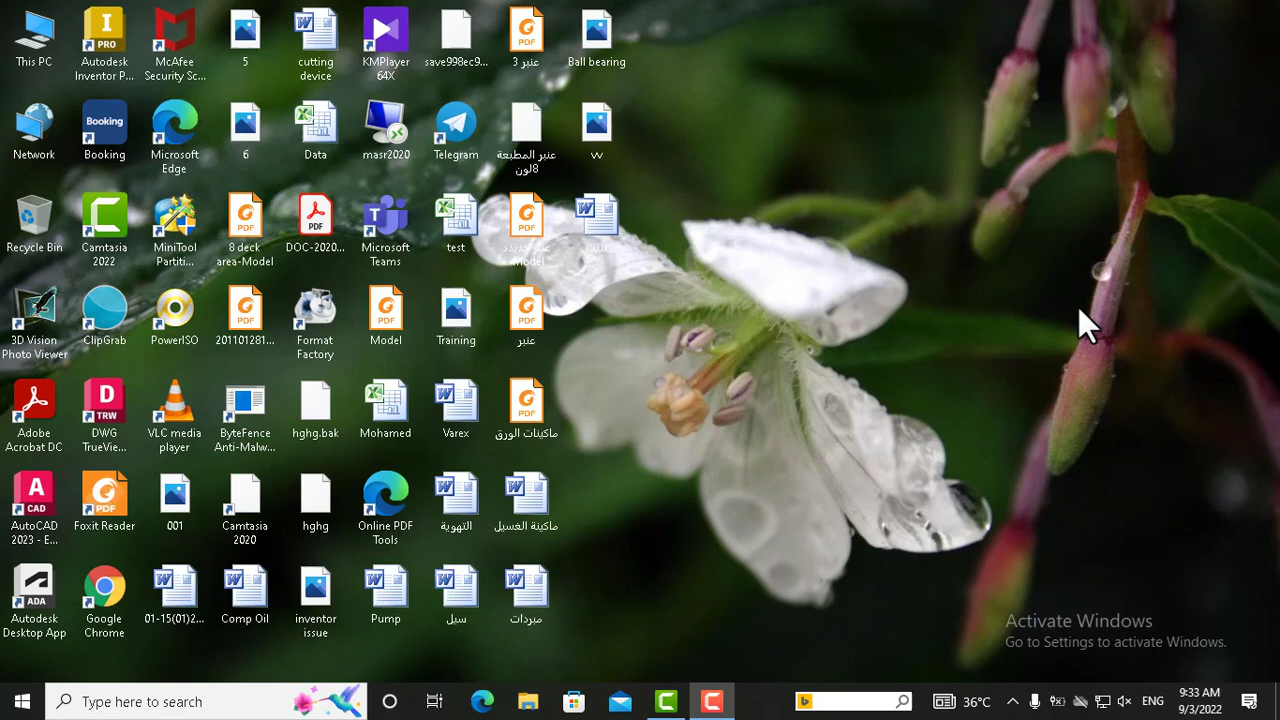 This PC
Autodesk
Inventor P...
McAfee
Security Sc...
5
cutting
device
KMPlayer
64X
save998ec9...
عنبر 3
Ball bearing
Network
Booking
Microsoft
Edge
6
Data
masr2020
Telegram
عنبر المطبعة
8لون
Recycle Bin
Camtasia
2022
MiniTool
Partiti...
8 deck
area-Model
DOC-2020...
Microsoft
Teams
test
3D Vision
Photo Viewer
ClipGrab
PowerISO
201101281...
Format
Factory
Model
Training
عنبر
Adobe
Acrobat DC
DWG
TrueVie...
VLC media
player
ByteFence
Anti-Malw...
hghg.bak
Mohamed
Varex
ماكينات الورق
AutoCAD
2023 - E...
Foxit Reader
001
Camtasia
2020
hghg
Online PDF
Tools
التهوية
ماكينة الغسيل
Autodesk
Desktop App
Google
Chrome
01-15(01)2...
Comp Oil
inventor
issue
Pump
سيل
مبردات
Activate Windows
Go to Settings to activate Windows.
Type here to search
36°C
ENG
9:33 AM
9/3/2022